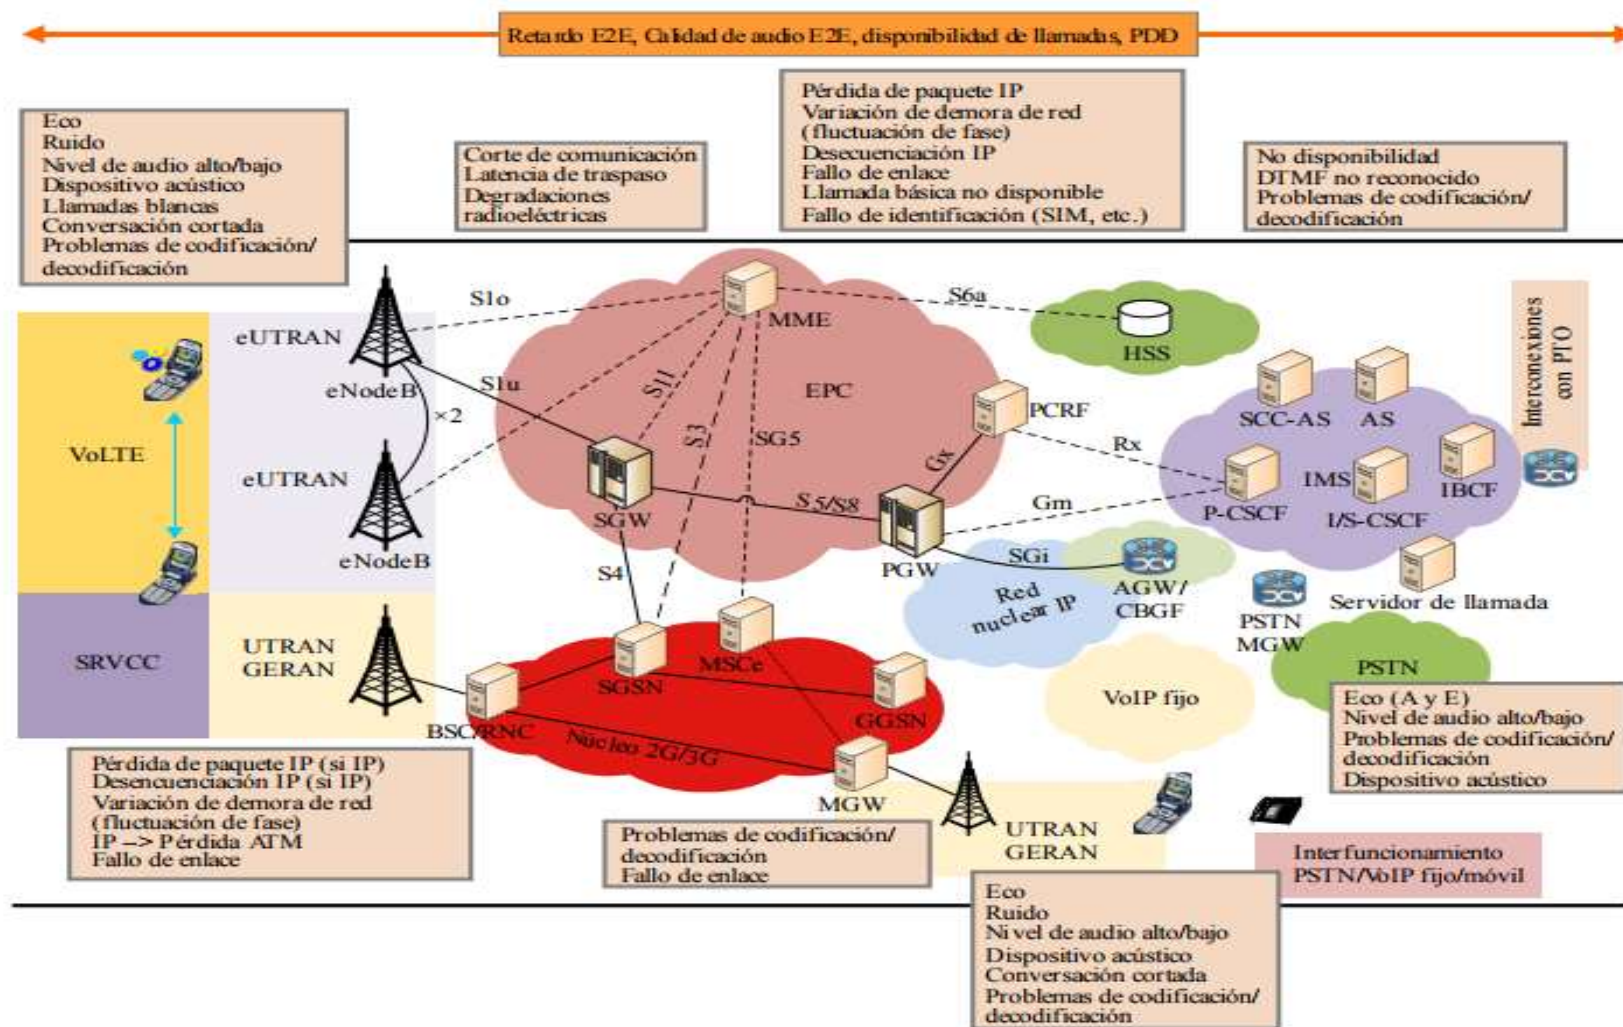 Retardo E2E, Calidad de audio E2E, disponibilidad de llamadas, PDD
Eco
Ruido
Nivel de audio alto/bajo
Dispositivo acústico
Llamadas blancas
Conversación cortada
Problemas de codificación/
decodificación
Corte de comunicación
Latencia de traspaso
Degradaciones
radioeléctricas
Pérdida de paquete IP
Variación de demora de red
(fluctuación de fase)
Desecuenciación IP
Fallo de enlace
Llamada básica no disponible
Fallo de identificación (SIM, etc.)
No disponibilidad
DTMF no reconocido
Problemas de codificación/
decodificación
S1o
MME
S6a
HSS
Interconexiones
con PTO
eUTRAN
eNodeB
S1u
S11
EPC
PCRF
SCC-AS
AS
×2
S3
SG5
VoLTE
Gx
Rx
eUTRAN
IMS
IBCF
SGW
S5/S8
Gm
P-CSCF
I/S-CSCF
eNodeB
S4
PGW
SGi
Red
nuclear IP
AGW/
CBGF
PSTN
MGW
Servidor de llamada
SRVCC
UTRAN
GERAN
SGSN
MSCe
PSTN
BSC/RNC
GGSN
VoIP fijo
Núcleo 2G/3G
Eco (A y E)
Nivel de audio alto/bajo
Problemas de codificación/
decodificación
Dispositivo acústico
Pérdida de paquete IP (si IP)
Desencuenciación IP (si IP)
Variación de demora de red
(fluctuación de fase)
IP –> Pérdida ATM
Fallo de enlace
MGW
Problemas de codificación/
decodificación
Fallo de enlace
UTRAN
GERAN
Interfuncionamiento
PSTN/VoIP fijo/móvil
Eco
Ruido
Nivel de audio alto/bajo
Dispositivo acústico
Conversación cortada
Problemas de codificación/
decodificación